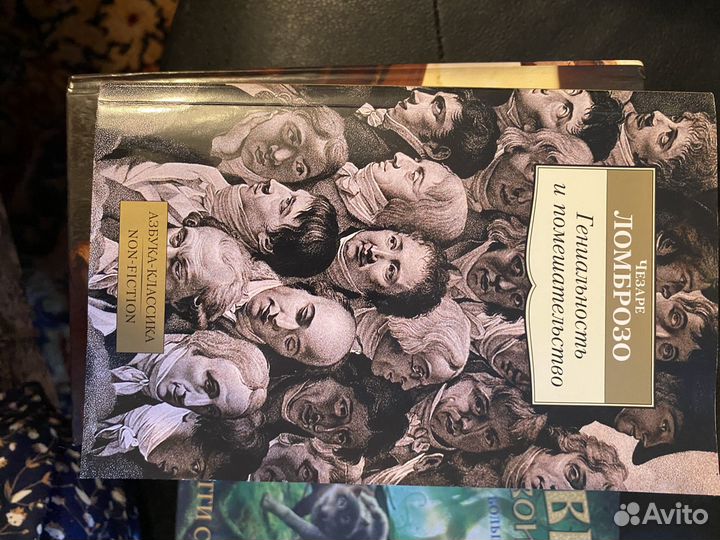 ЧЕЗАРЕ
ЛОМБРОЗО
Гениальность
и помешательство
АЗБУКА-КЛАССИКА
NON-FICTION
Avito